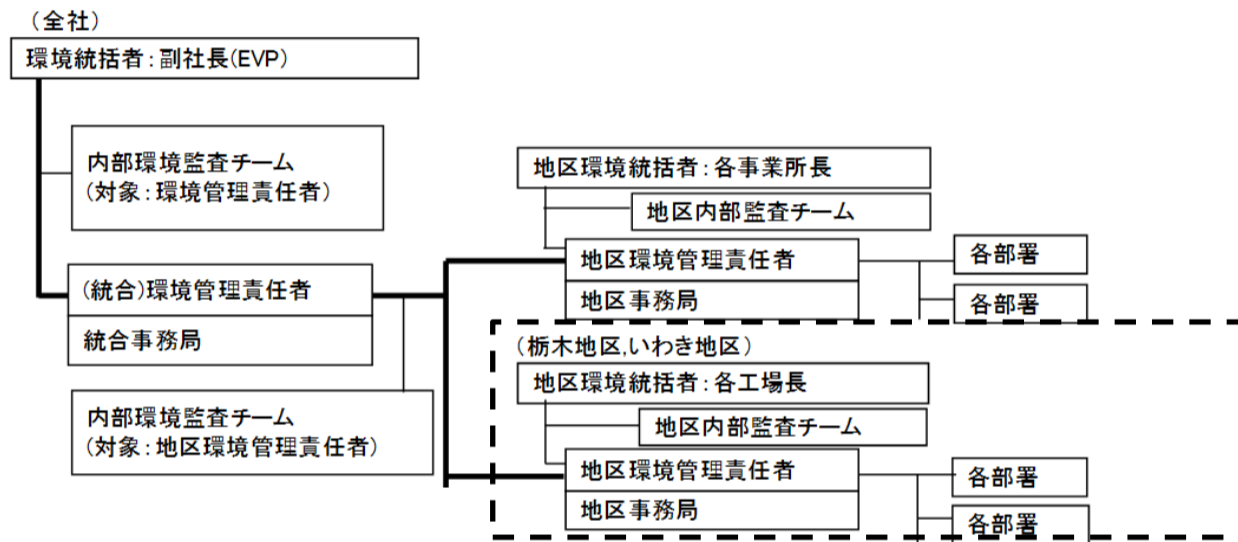 (全社)
環境統括者：副社長(EVP)
内部環境監査チーム
(対象：環境管理責任者)
(統合)環境管理責任者
統合事務局
内部環境監査チーム
(対象：地区環境管理責任者)
地区環境統括者：各事業所長
地区内部監査チーム
地区環境管理責任者
地区事務局
各部署
各部署
(栃木地区,いわき地区)
地区環境統括者：各工場長
地区内部監査チーム
地区環境管理責任者
地区事務局
各部署
各部署